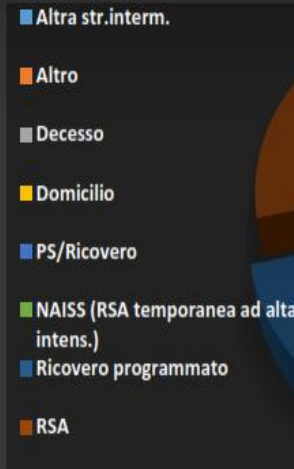 Altra str.interm.
Altro
Decesso
Domicilio
PS/Ricovero
NAISS (RSA temporanea ad alta
intens.)
Ricovero programmato
RSA